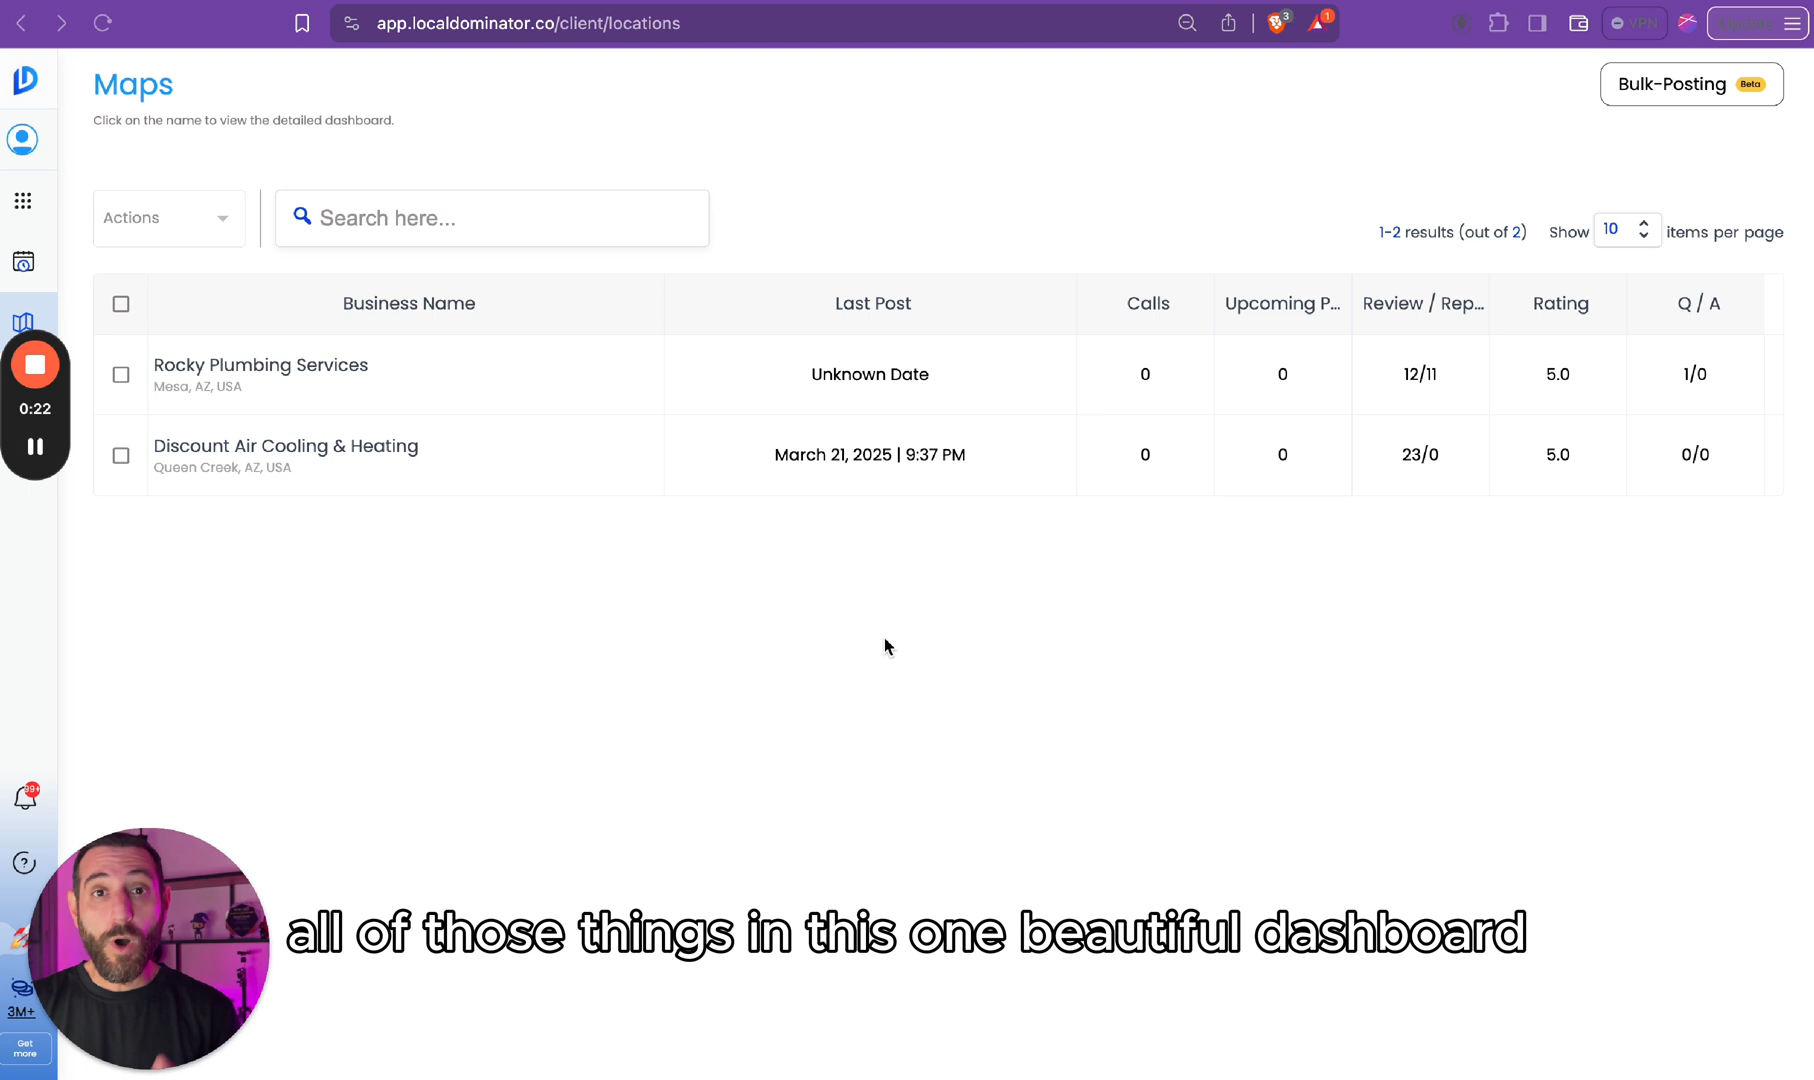 app.localdominator.co/client/locations
3
1
VPN
Maps
Click on the name to view the detailed dashboard.
Bulk-Posting Beta
Actions
Search here...
1-2 results (out of 2) Show 10 items per page
Business Name Last Post Calls Upcoming P... Review / Rep... Rating Q / A
Rocky Plumbing Services
Mesa, AZ, USA
Unknown Date 0 0 12/11 5.0 1/0
Discount Air Cooling & Heating
Queen Creek, AZ, USA
March 21, 2025 | 9:37 PM 0 0 23/0 5.0 0/0
0:22
99+
?
all of those things in this one beautiful dashboard
3M+
Get
more